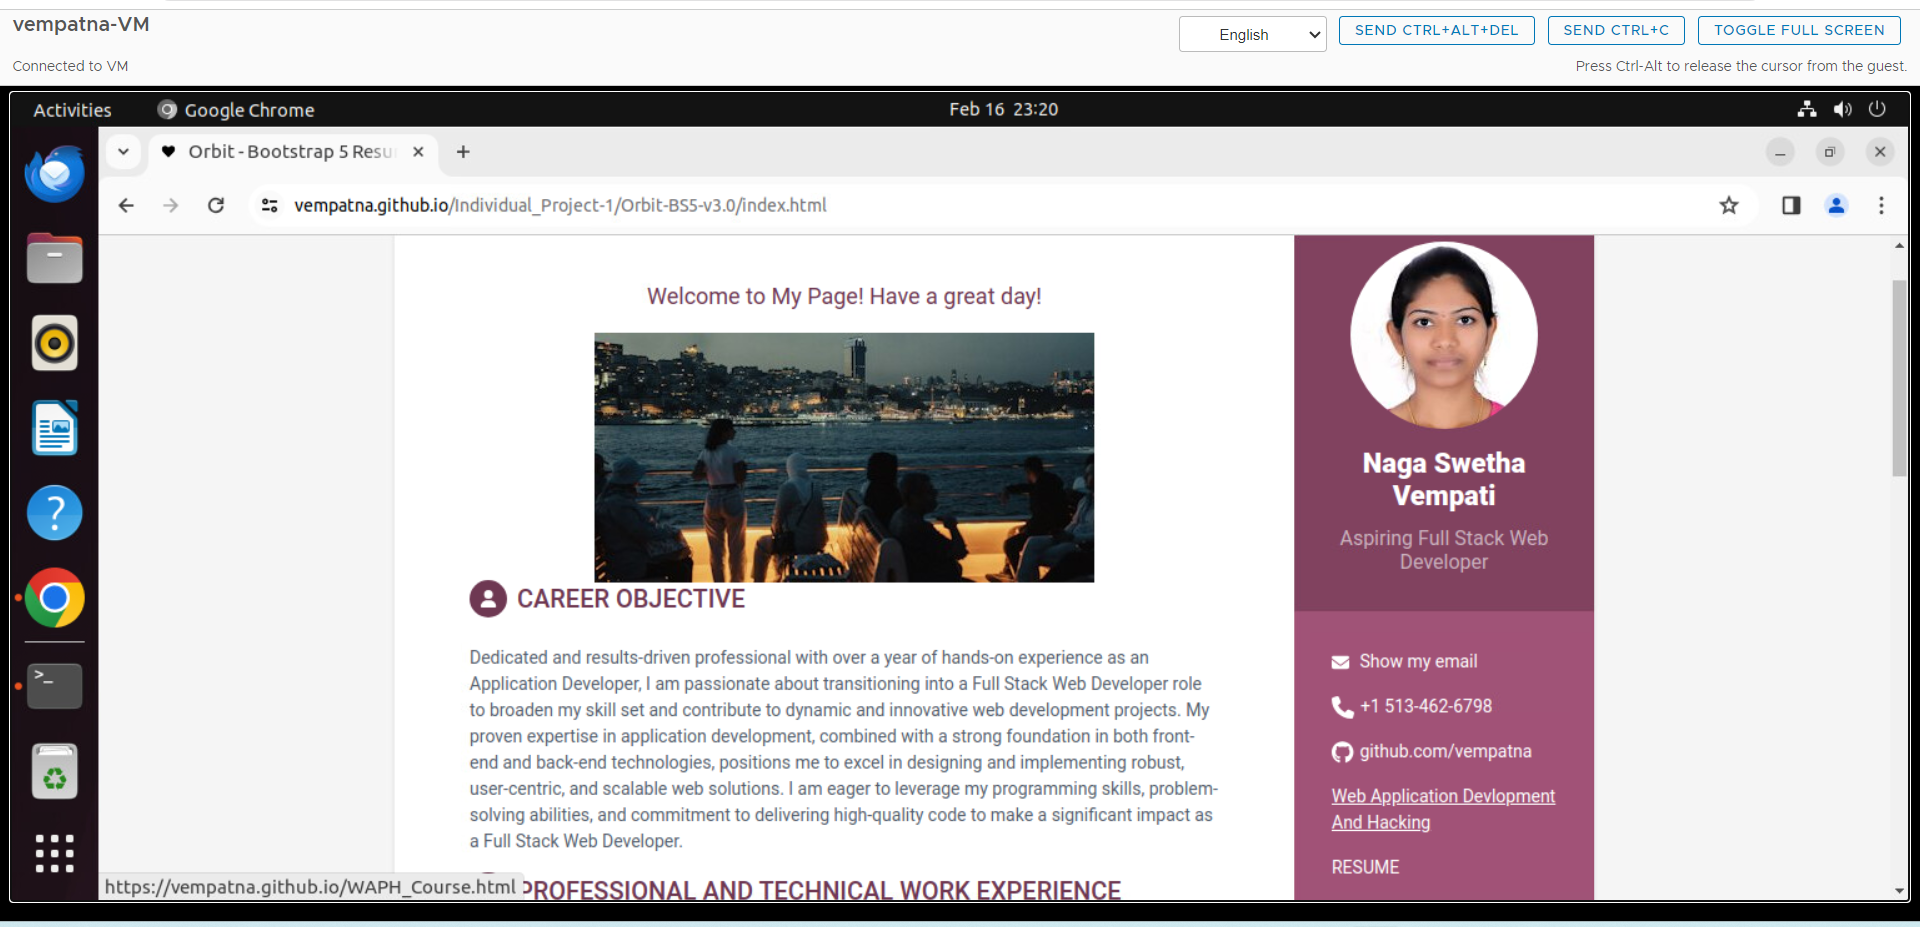 vempatna-VM
English
SEND CTRL+ALT+DEL
SEND CTRL+C
TOGGLE FULL SCREEN
Connected to VM
Press Ctrl-Alt to release the cursor from the guest.
Activities
Google Chrome
Feb 16 23:20
Orbit - Bootstrap 5 Resu
vempatna.github.io/Individual_Project-1/Orbit-BS5-v3.0/index.html
Welcome to My Page! Have a great day!
CAREER OBJECTIVE
Dedicated and results-driven professional with over a year of hands-on experience as an
Application Developer, I am passionate about transitioning into a Full Stack Web Developer role
to broaden my skill set and contribute to dynamic and innovative web development projects. My
proven expertise in application development, combined with a strong foundation in both front-
end and back-end technologies, positions me to excel in designing and implementing robust,
user-centric, and scalable web solutions. I am eager to leverage my programming skills, problem-
solving abilities, and commitment to delivering high-quality code to make a significant impact as
a Full Stack Web Developer.
PROFESSIONAL AND TECHNICAL WORK EXPERIENCE
Naga Swetha
Vempati
Aspiring Full Stack Web
Developer
Show my email
+1 513-462-6798
github.com/vempatna
Web Application Devlopment
And Hacking
RESUME
https://vempatna.github.io/WAPH_Course.html